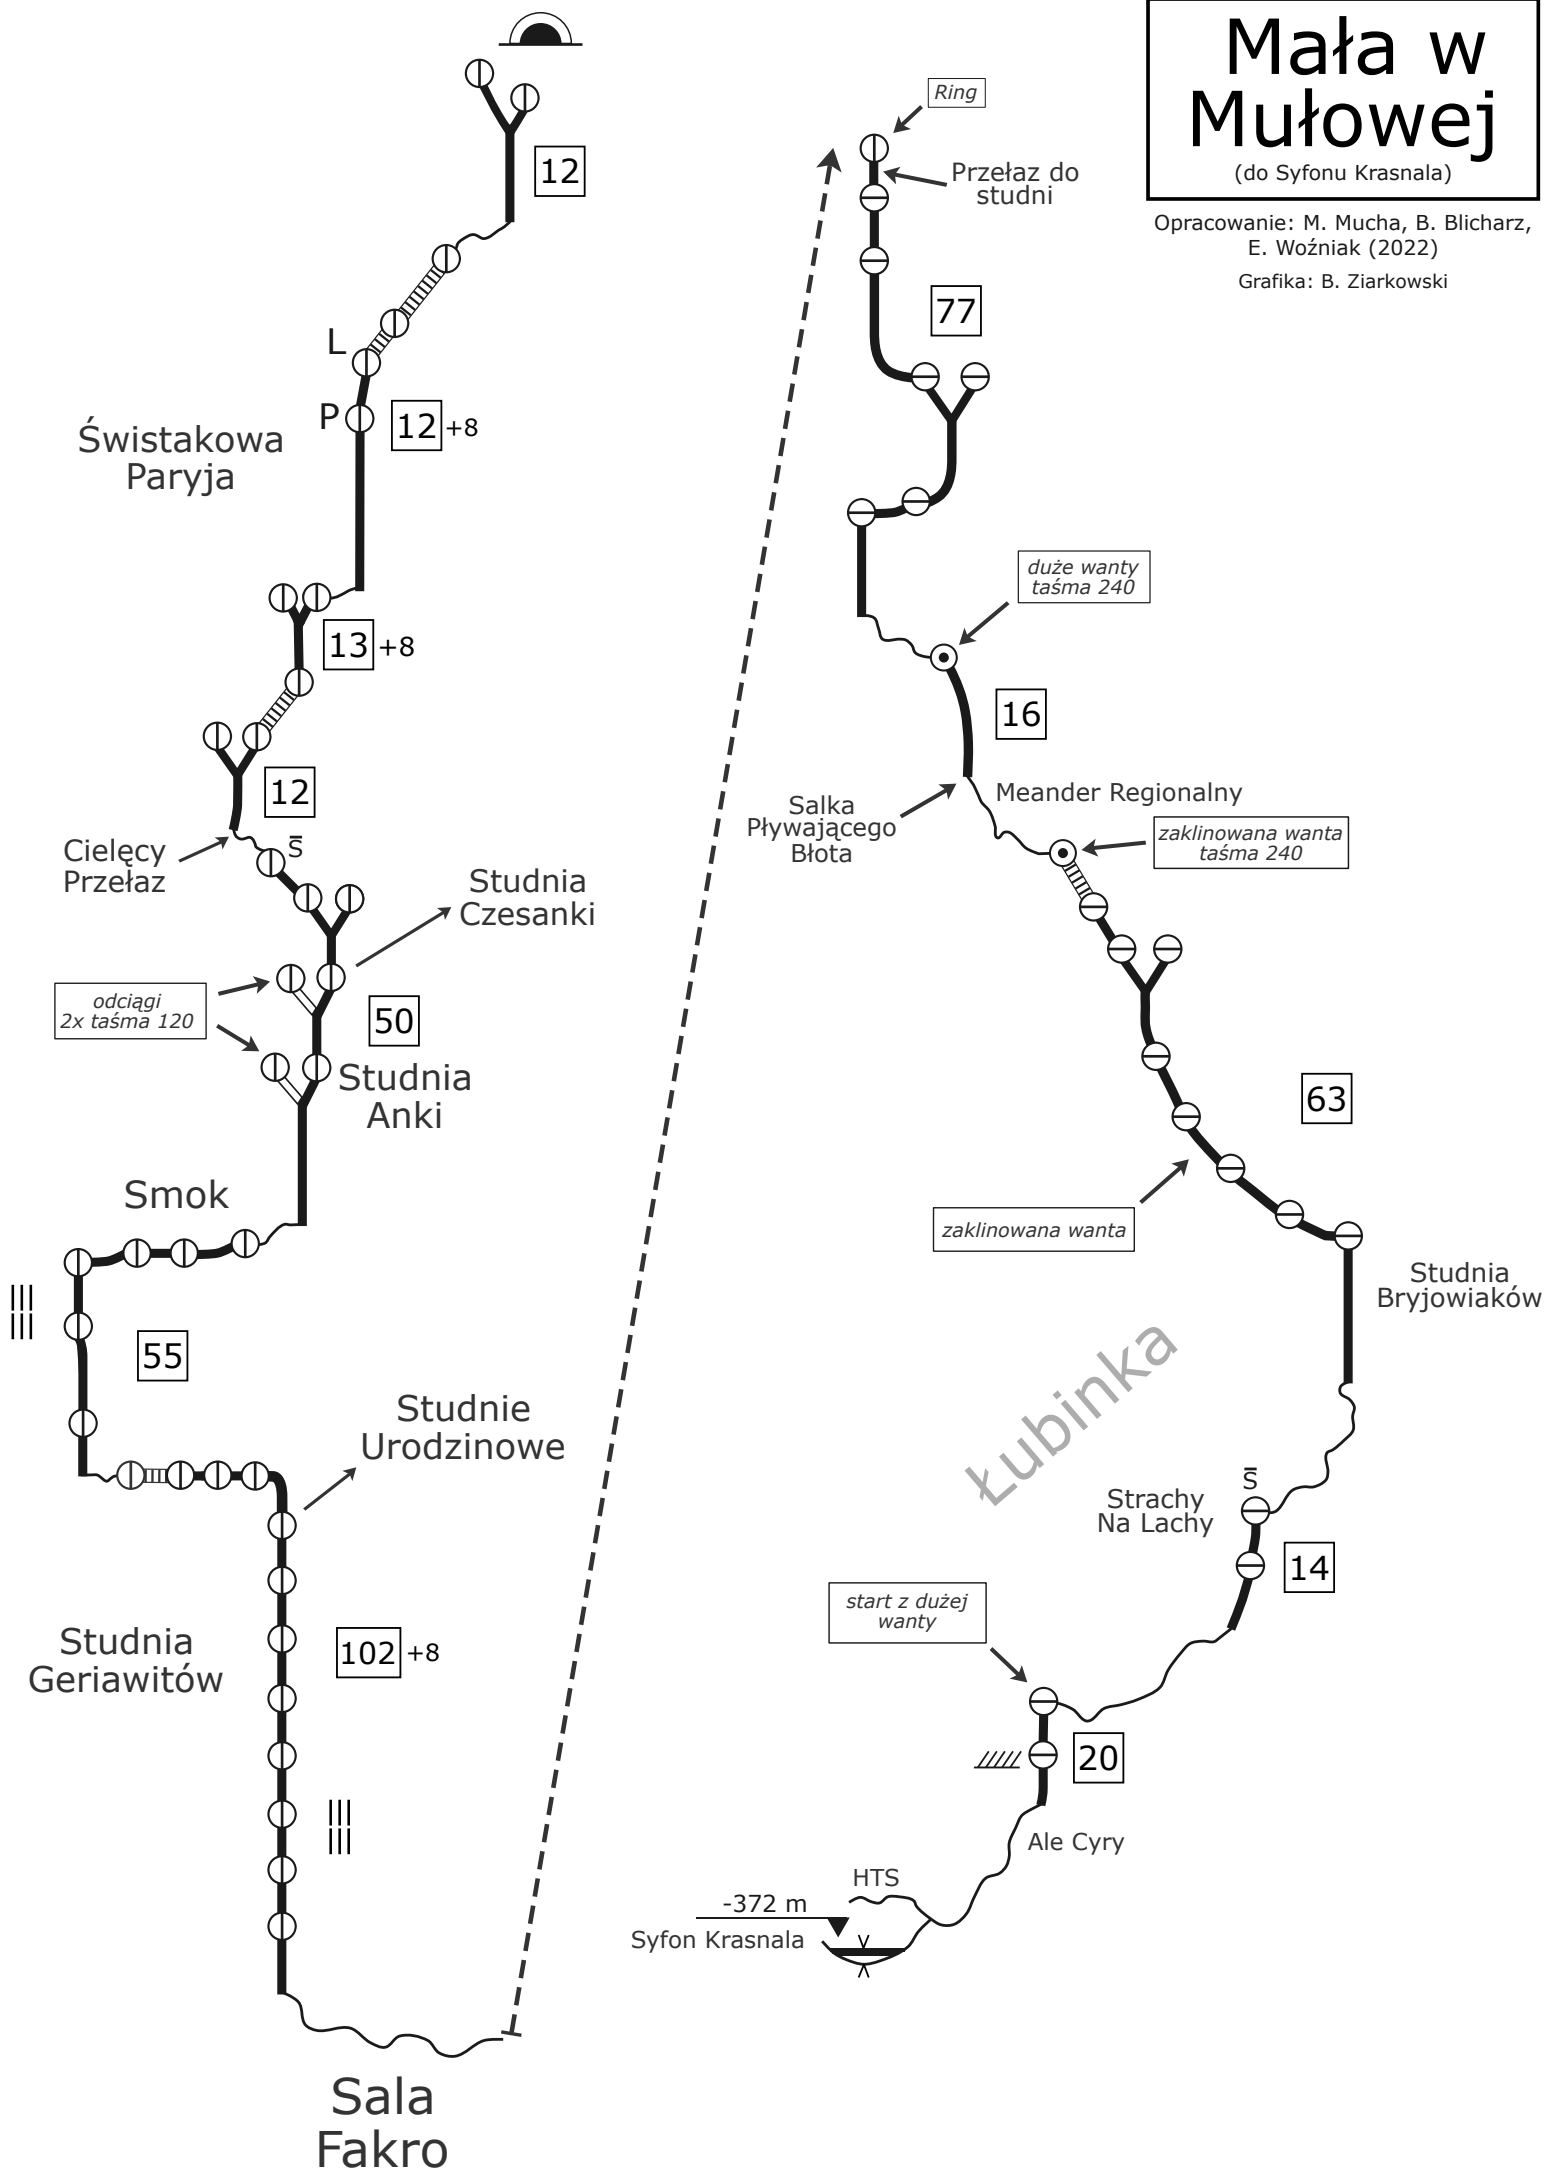 Mała w
Mułowej
(do Syfonu Krasnala)
Opracowanie: M. Mucha, B. Blicharz,
E. Woźniak (2022)
Grafika: B. Ziarkowski
12
L
P
12 +8
Świstakowa
Paryja
13 +8
12
Cielęcy
Przełaz
S̄
Studnia
Czesanki
odciągi
2x taśma 120
50
Studnia
Anki
Smok
55
Studnie
Urodzinowe
Studnia
Geriawitów
102 +8
Sala
Fakro
Ring
Przełaz do
studni
77
duże wanty
taśma 240
16
Salka
Pływającego
Błota
Meander Regionalny
zaklinowana wanta
taśma 240
63
zaklinowana wanta
Studnia
Bryjowiaków
Łubinka
S̄
Strachy
Na Lachy
14
start z dużej
wanty
20
Ale Cyry
HTS
-372 m
Syfon Krasnala